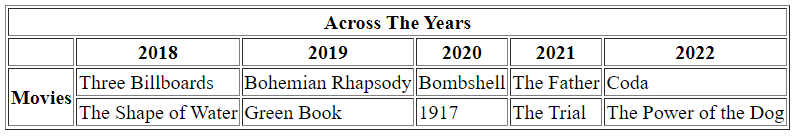 Across The Years
2018 2019 2020 2021 2022
Movies
Three Billboards Bohemian Rhapsody Bombshell The Father Coda
The Shape of Water Green Book 1917 The Trial The Power of the Dog